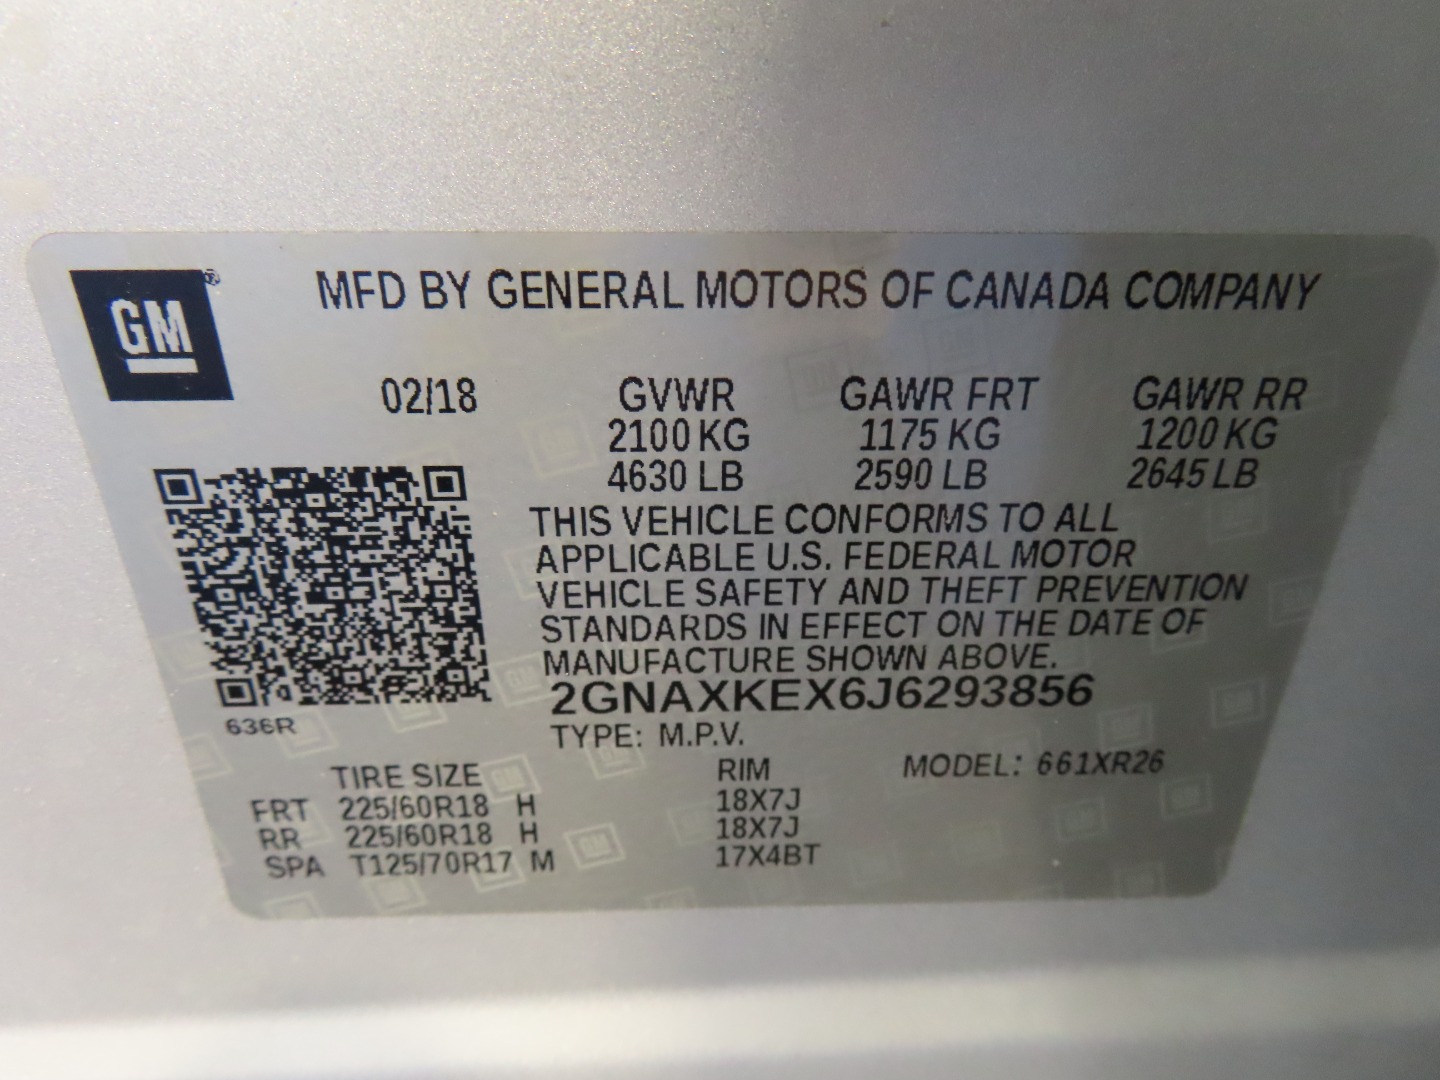 GM®
MFD BY GENERAL MOTORS OF CANADA COMPANY
02/18 GVWR GAWR FRT GAWR RR
2100 KG 1175 KG 1200 KG
4630 LB 2590 LB 2645 LB
THIS VEHICLE CONFORMS TO ALL
APPLICABLE U.S. FEDERAL MOTOR
VEHICLE SAFETY AND THEFT PREVENTION
STANDARDS IN EFFECT ON THE DATE OF
MANUFACTURE SHOWN ABOVE.
2GNAXKEX6J6293856
636R
TYPE: M.P.V.
TIRE SIZE RIM MODEL: 661XR26
FRT 225/60R18 H 18X7J
RR 225/60R18 H 18X7J
SPA T125/70R17 M 17X4BT